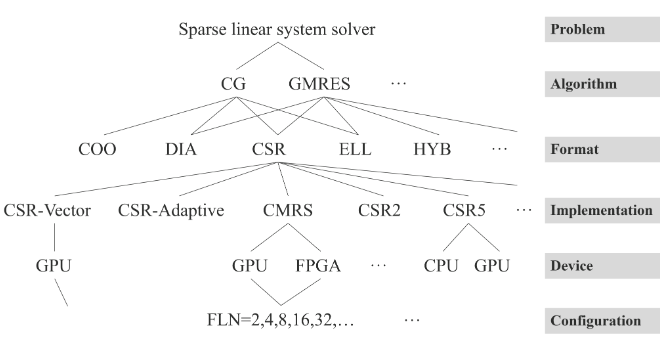 Sparse linear system solver
Problem
CG GMRES ...
Algorithm
COO DIA CSR ELL HYB ...
Format
CSR-Vector CSR-Adaptive CMRS CSR2 CSR5 ...
Implementation
GPU GPU FPGA ... CPU GPU
Device
FLN=2,4,8,16,32,... ...
Configuration